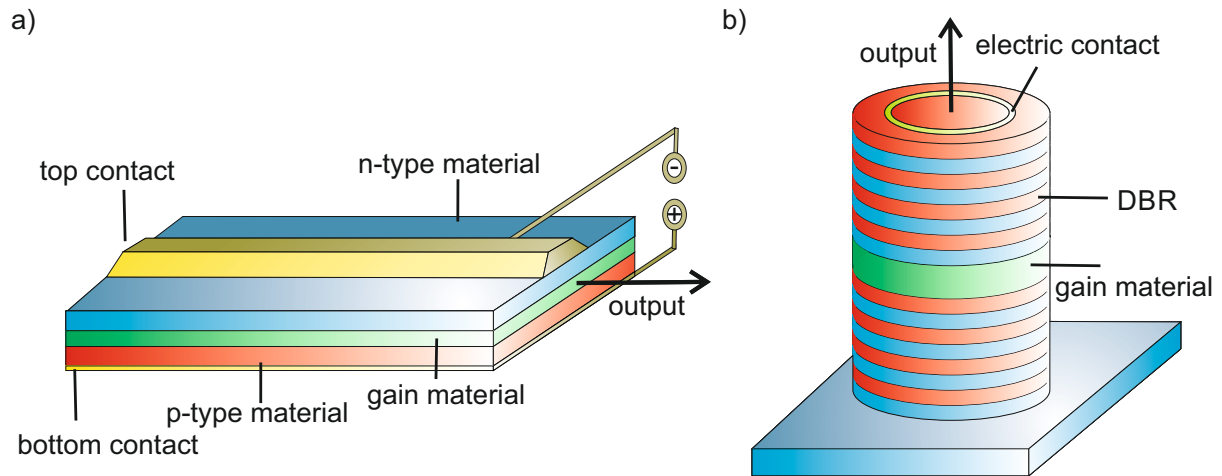 a)
top contact
n-type material
-
+
output
gain material
p-type material
bottom contact
b)
output
electric contact
DBR
gain material